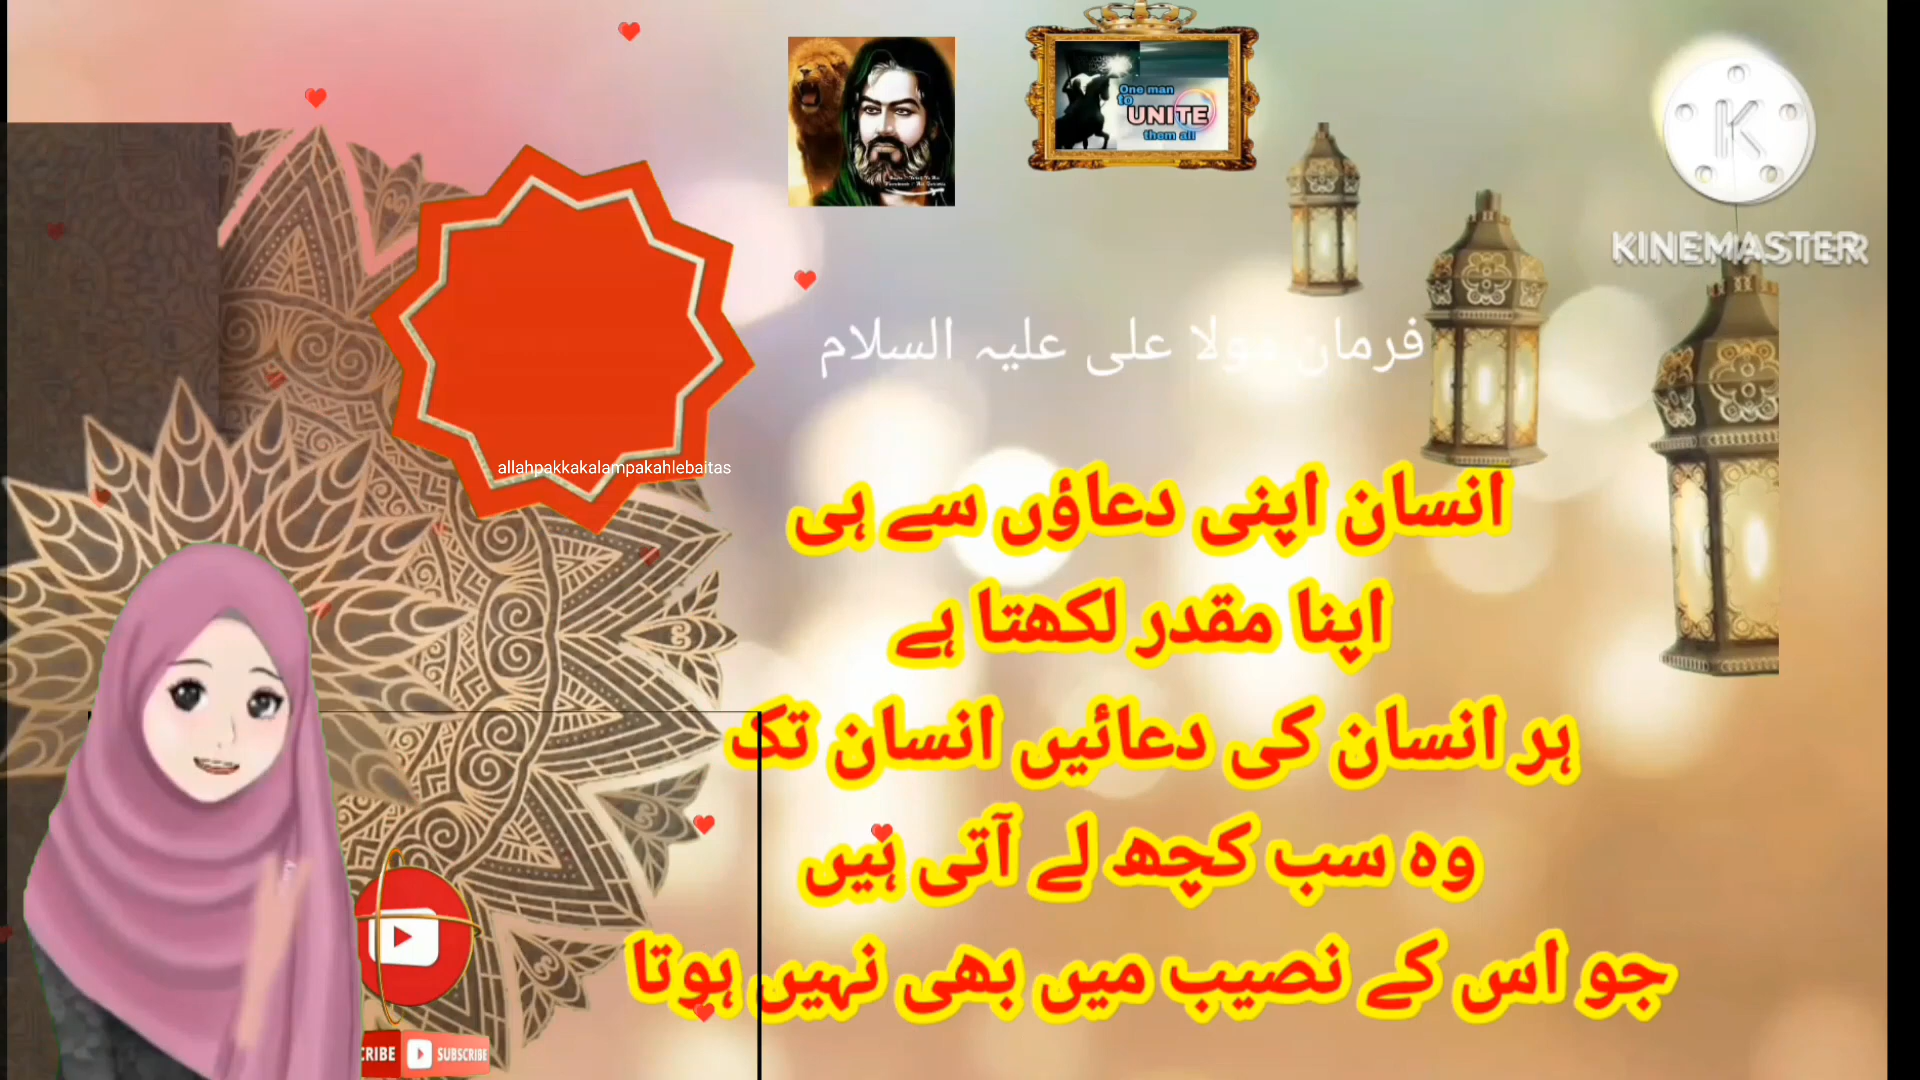 One man
to
UNITE
them all
KINEMASTER
فرمان مولا علی علیہ السلام
allahpakkakalampakahlebaitas
انسان اپنی دعاؤں سے ہی
اپنا مقدر لکھتا ہے
ہر انسان کی دعائیں انسان تک
وہ سب کچھ لے آتی ہیں
جو اس کے نصیب میں بھی نہیں ہوتا
CRIBE SUBSCRIBE